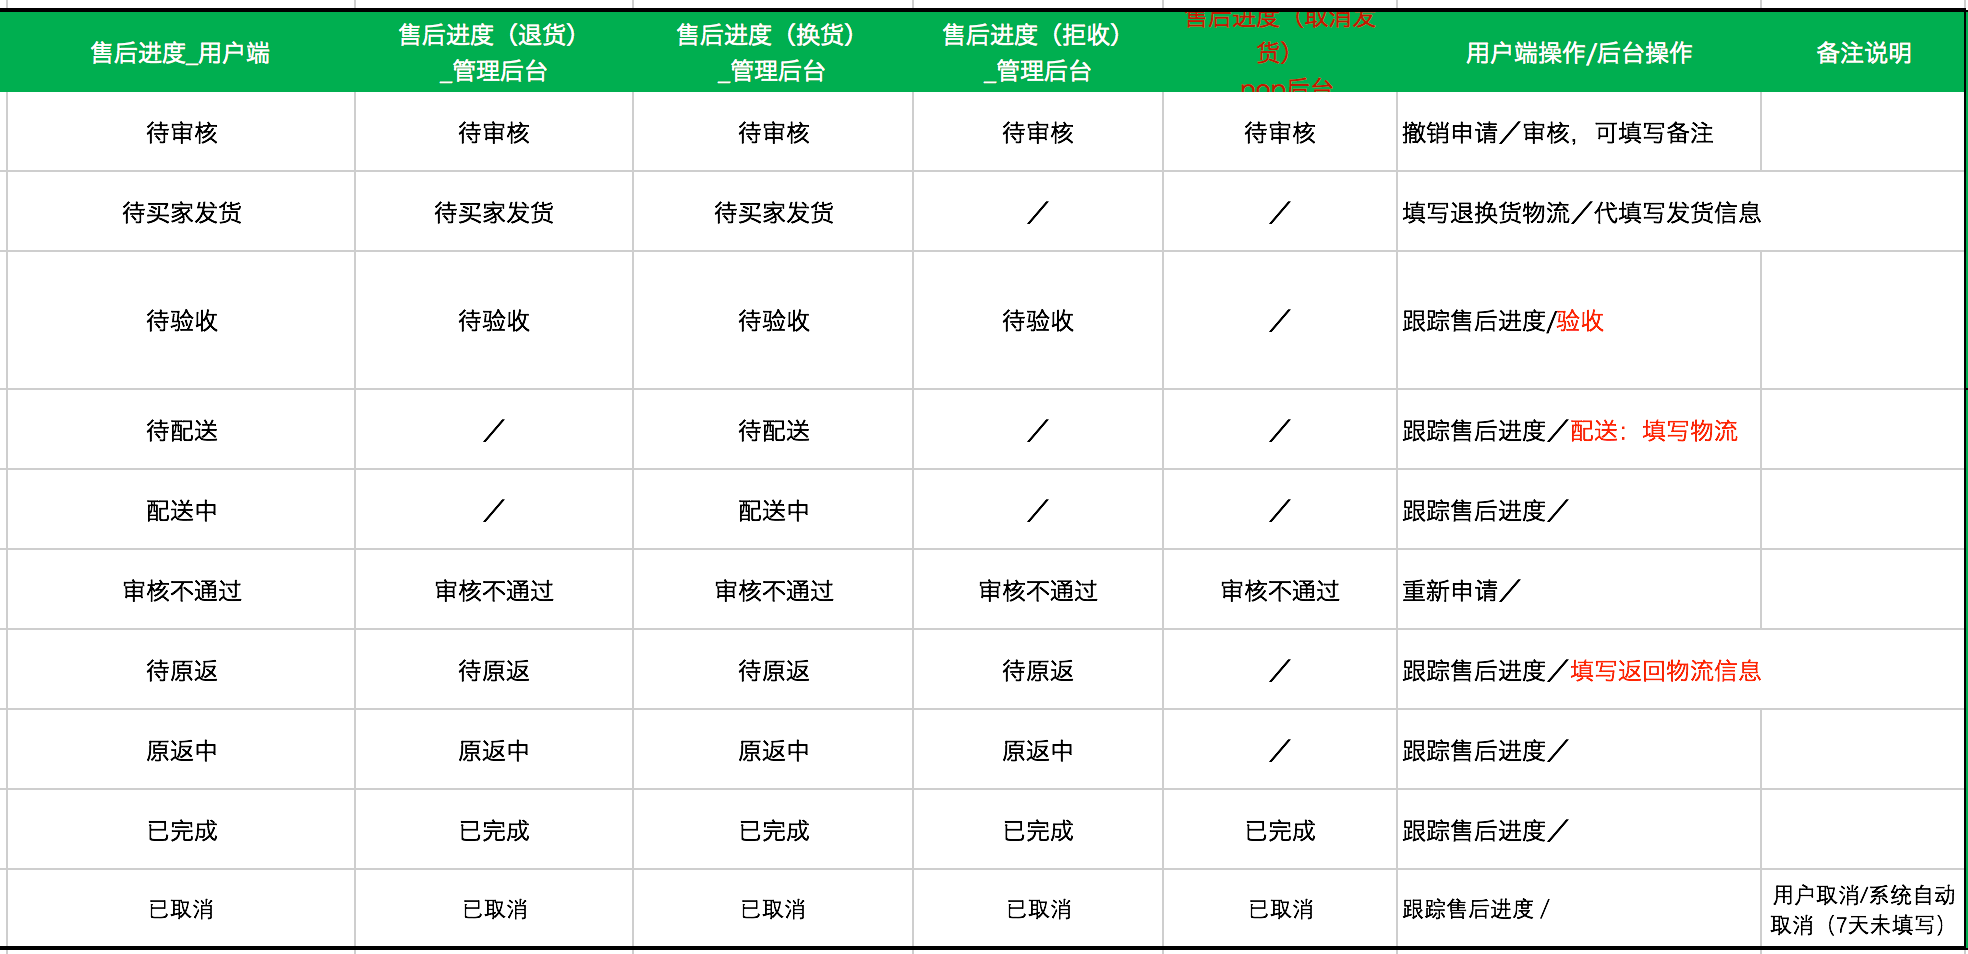 售后进度_用户端
售后进度（退货）
_管理后台
售后进度（换货）
_管理后台
售后进度（拒收）
_管理后台
售后进度（取消发
货）
pop后台
用户端操作/后台操作
备注说明
待审核
待审核
待审核
待审核
待审核
撤销申请／审核，可填写备注
待买家发货
待买家发货
待买家发货
／
／
填写退换货物流／代填写发货信息
待验收
待验收
待验收
待验收
／
跟踪售后进度/验收
待配送
／
待配送
／
／
跟踪售后进度／配送：填写物流
配送中
／
配送中
／
／
跟踪售后进度／
审核不通过
审核不通过
审核不通过
审核不通过
审核不通过
重新申请／
待原返
待原返
待原返
待原返
／
跟踪售后进度／填写返回物流信息
原返中
原返中
原返中
原返中
／
跟踪售后进度／
已完成
已完成
已完成
已完成
已完成
跟踪售后进度／
已取消
已取消
已取消
已取消
已取消
跟踪售后进度 /
用户取消/系统自动
取消（7天未填写）